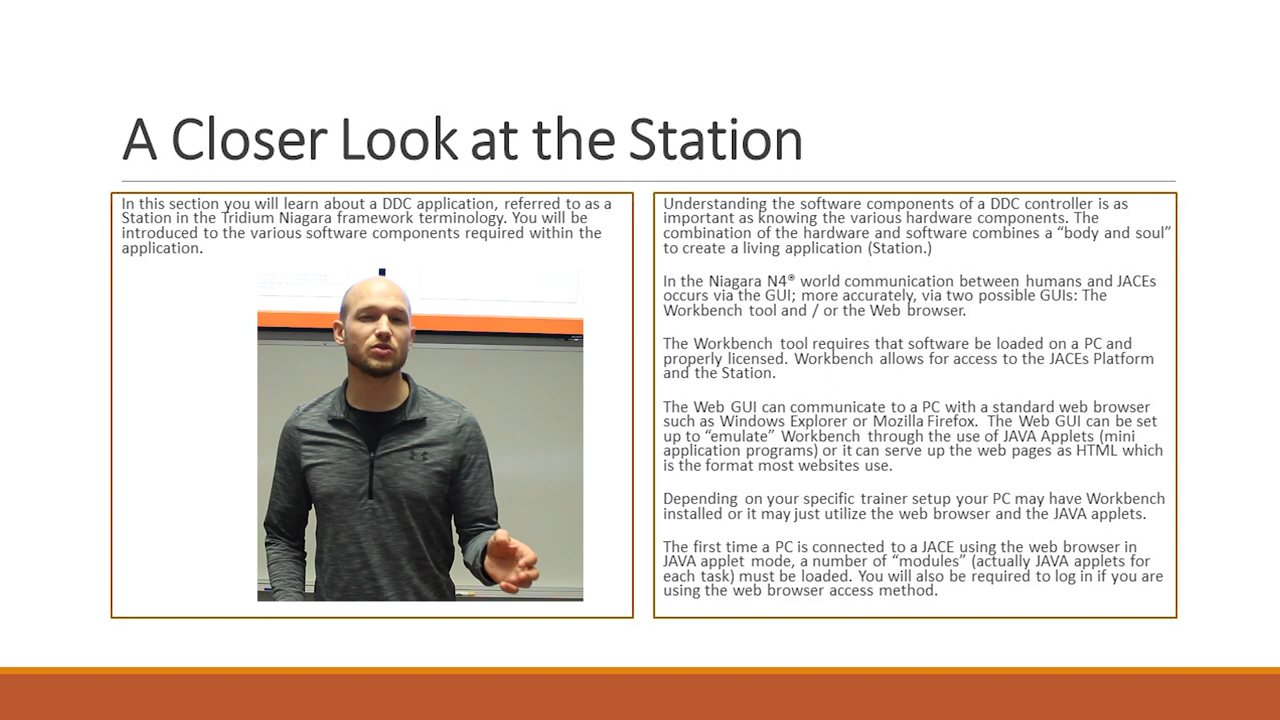 A Closer Look at the Station
In this section you will learn about a DDC application, referred to as a
Station in the Tridium Niagara framework terminology. You will be
introduced to the various software components required within the
application.
Understanding the software components of a DDC controller is as
important as knowing the various hardware components. The
combination of the hardware and software combines a “body and soul”
to create a living application (Station.)
In the Niagara N4® world communication between humans and JACEs
occurs via the GUI; more accurately, via two possible GUIs: The
Workbench tool and / or the Web browser.
The Workbench tool requires that software be loaded on a PC and
properly licensed. Workbench allows for access to the JACEs Platform
and the Station.
The Web GUI can communicate to a PC with a standard web browser
such as Windows Explorer or Mozilla Firefox. The Web GUI can be set
up to “emulate” Workbench through the use of JAVA Applets (mini
application programs) or it can serve up the web pages as HTML which
is the format most websites use.
Depending on your specific trainer setup your PC may have Workbench
installed or it may just utilize the web browser and the JAVA applets.
The first time a PC is connected to a JACE using the web browser in
JAVA applet mode, a number of “modules” (actually JAVA applets for
each task) must be loaded. You will also be required to log in if you are
using the web browser access method.